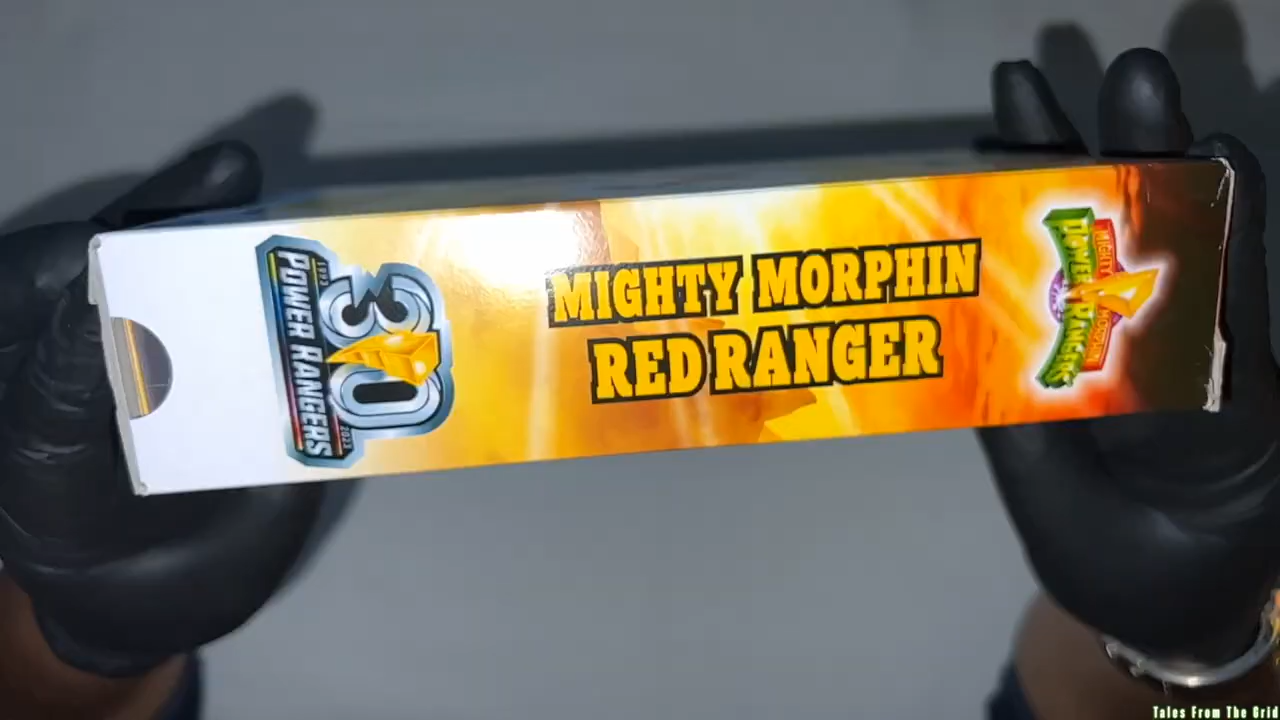 1993
POWER RANGERS
30
2023
MIGHTY MORPHIN
RED RANGER
MIGHTY MORPHIN
POWER RANGERS
Tales From The Grid